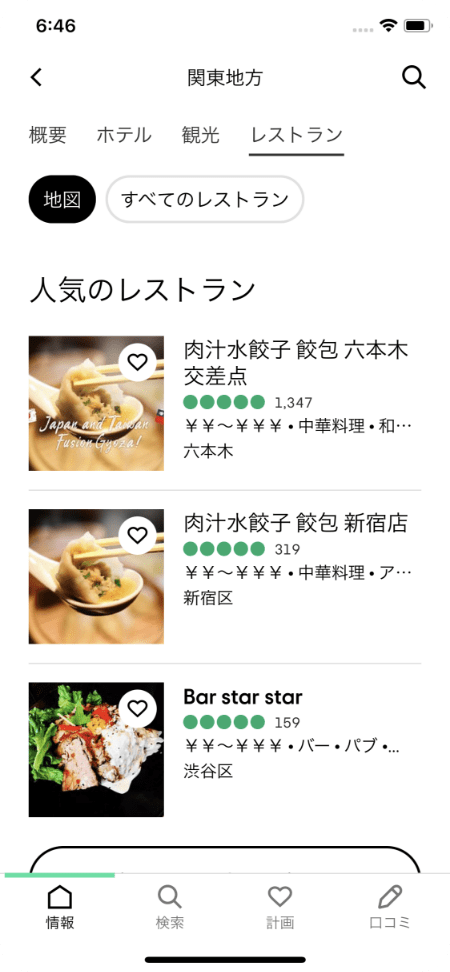 6:46
関東地方
概要 ホテル 観光 レストラン
地図 すべてのレストラン
人気のレストラン
肉汁水餃子 餃包 六本木
交差点
1,347
¥¥～¥¥¥ • 中華料理 • 和…
六本木
Japan and Taiwan
Fusion Gyoza!
肉汁水餃子 餃包 新宿店
319
¥¥～¥¥¥ • 中華料理 • ア…
新宿区
Bar star star
159
¥¥～¥¥¥ • バー • パブ •...
渋谷区
情報 検索 計画 口コミ